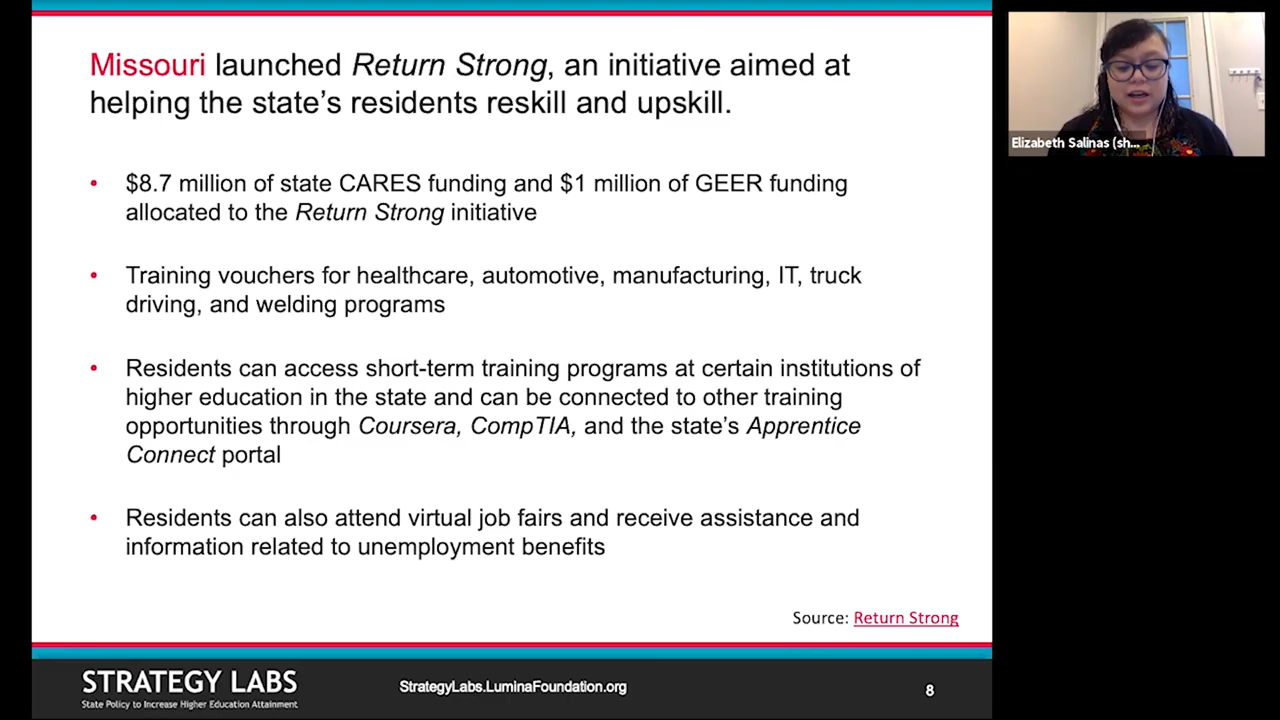 Missouri launched Return Strong, an initiative aimed at
helping the state’s residents reskill and upskill.
• $8.7 million of state CARES funding and $1 million of GEER funding
allocated to the Return Strong initiative
• Training vouchers for healthcare, automotive, manufacturing, IT, truck
driving, and welding programs
• Residents can access short-term training programs at certain institutions of
higher education in the state and can be connected to other training
opportunities through Coursera, CompTIA, and the state’s Apprentice
Connect portal
• Residents can also attend virtual job fairs and receive assistance and
information related to unemployment benefits
Source: Return Strong
STRATEGY LABS
State Policy to Increase Higher Education Attainment
StrategyLabs.LuminaFoundation.org
8
Elizabeth Salinas (sh...